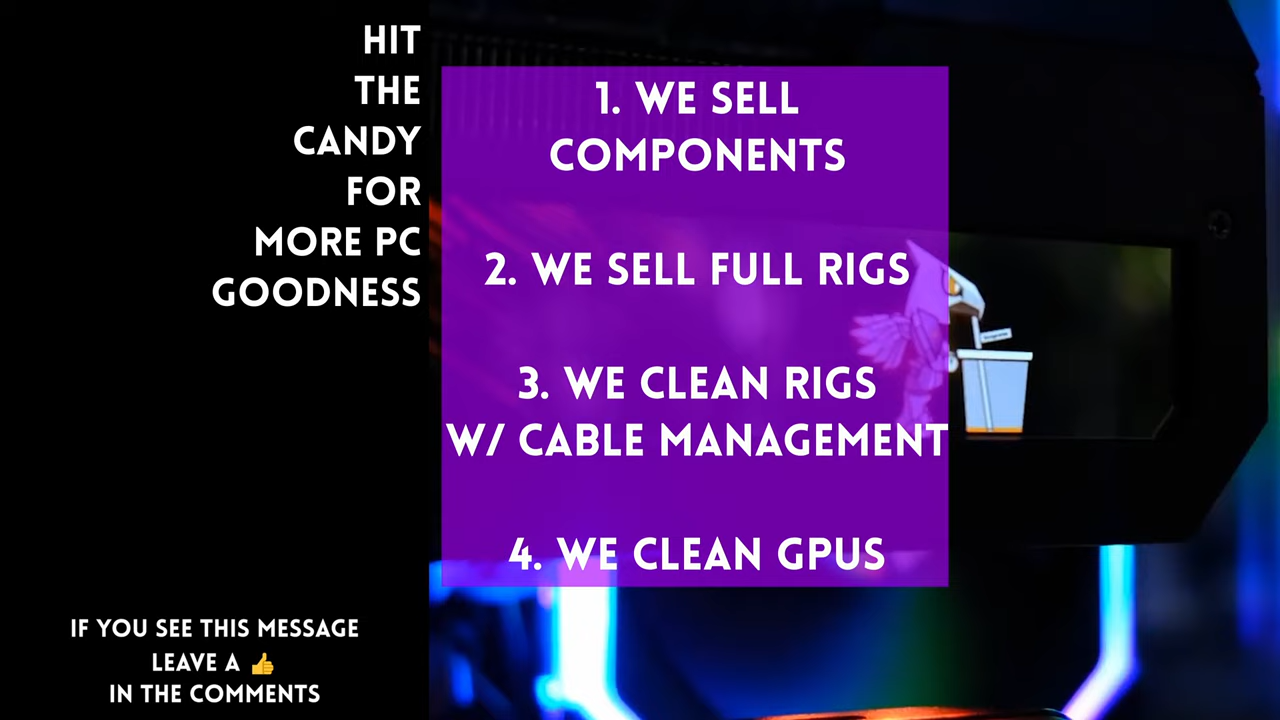 HIT
THE
CANDY
FOR
MORE PC
GOODNESS
1. WE SELL
COMPONENTS
2. WE SELL FULL RIGS
3. WE CLEAN RIGS
W/ CABLE MANAGEMENT
4. WE CLEAN GPUS
IF YOU SEE THIS MESSAGE
LEAVE A 👍
IN THE COMMENTS